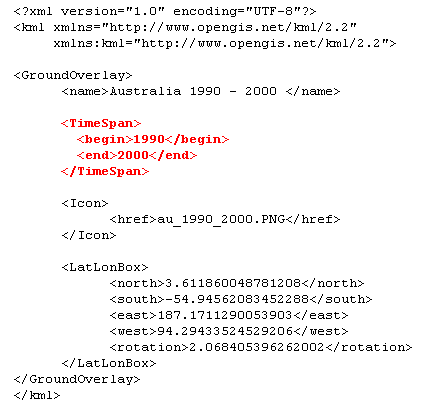 <?xml version="1.0" encoding="UTF-8"?>
<kml xmlns="http://www.opengis.net/kml/2.2"
xmlns:kml="http://www.opengis.net/kml/2.2">
<GroundOverlay>
<name>Australia 1990 - 2000 </name>
<TimeSpan>
<begin>1990</begin>
<end>2000</end>
</TimeSpan>
<Icon>
<href>au_1990_2000.PNG</href>
</Icon>
<LatLonBox>
<north>3.611860048781208</north>
<south>-54.94562083452288</south>
<east>187.1711290053903</east>
<west>94.29433524529206</west>
<rotation>2.068405396262002</rotation>
</LatLonBox>
</GroundOverlay>
</kml>